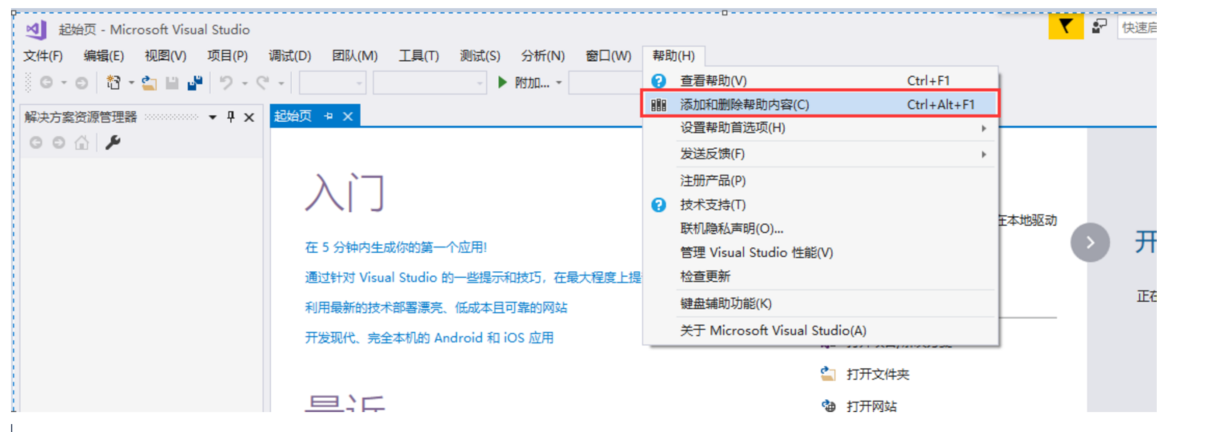 起始页 - Microsoft Visual Studio
快速启
文件(F) 编辑(E) 视图(V) 项目(P) 调试(D) 团队(M) 工具(T) 测试(S) 分析(N) 窗口(W) 帮助(H)
附加...
查看帮助(V) Ctrl+F1
添加和删除帮助内容(C) Ctrl+Alt+F1
设置帮助首选项(H)
发送反馈(F)
注册产品(P)
技术支持(T)
联机隐私声明(O)...
管理 Visual Studio 性能(V)
检查更新
键盘辅助功能(K)
关于 Microsoft Visual Studio(A)
解决方案资源管理器
起始页
入门
在 5 分钟内生成你的第一个应用!
通过针对 Visual Studio 的一些提示和技巧，在最大程度上提
利用最新的技术部署漂亮、低成本且可靠的网站
开发现代、完全本机的 Android 和 iOS 应用
最近
在本地驱动
打开文件夹
打开网站
开
正在